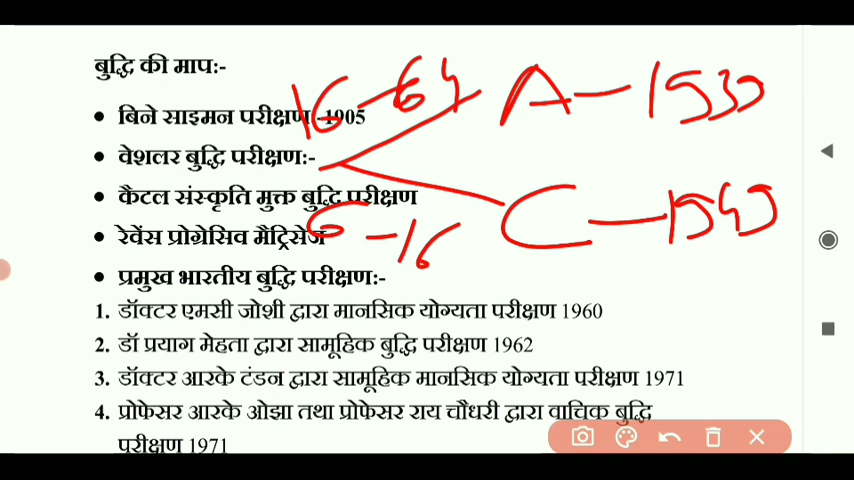 बुद्धि की मापः-
16 - 64 A - 1939
• बिने साइमन परीक्षण -1905
• वेशलर बुद्धि परीक्षण:-
• कैटल संस्कृति मुक्त बुद्धि परीक्षण
C - 1949
• रेवेंस प्रोग्रेसिव मैट्रिसेज
6 - 16
• प्रमुख भारतीय बुद्धि परीक्षण:-
1. डॉक्टर एमसी जोशी द्वारा मानसिक योग्यता परीक्षण 1960
2. डॉ प्रयाग मेहता द्वारा सामूहिक बुद्धि परीक्षण 1962
3. डॉक्टर आरके टंडन द्वारा सामूहिक मानसिक योग्यता परीक्षण 1971
4. प्रोफेसर आरके ओझा तथा प्रोफेसर राय चौधरी द्वारा वाचिक बुद्धि
परीक्षण 1971